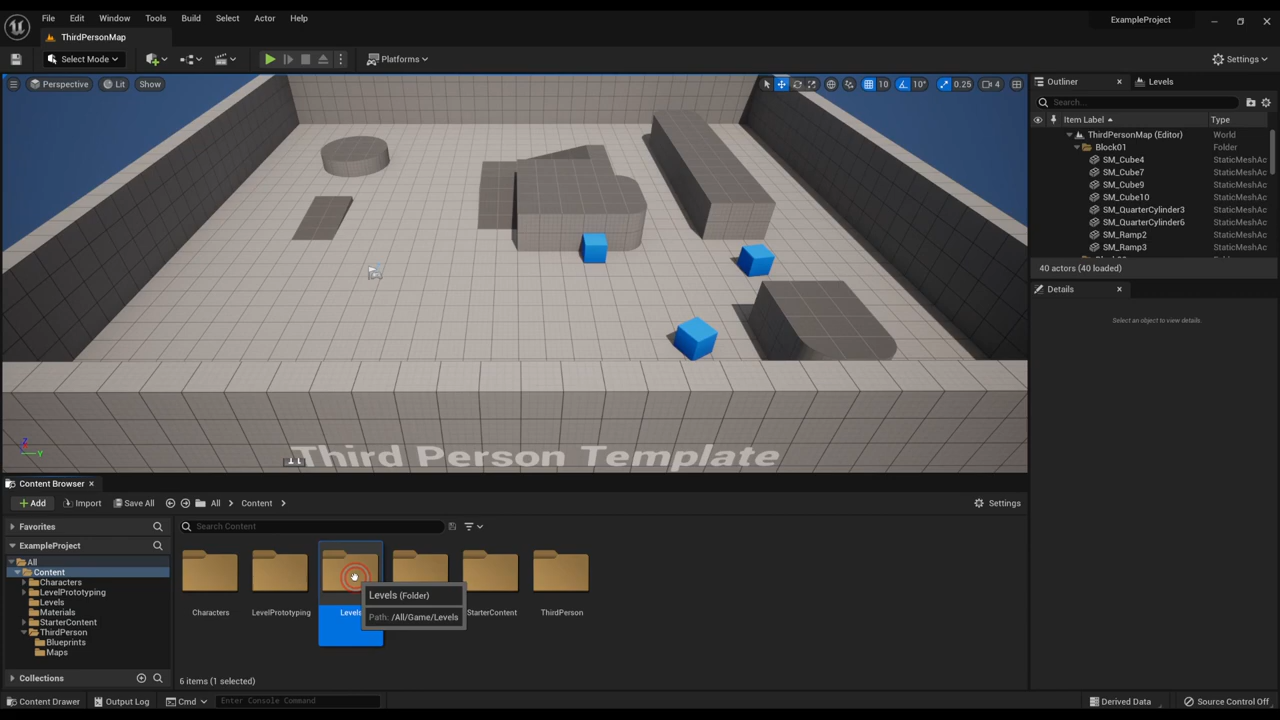 File Edit Window Tools Build Select Actor Help
ExampleProject
ThirdPersonMap
Select Mode
Platforms
Settings
Perspective Lit Show
10 10° 0.25 4
Outliner
Levels
Search...
Item Label Type
ThirdPersonMap (Editor) World
Block01 Folder
SM_Cube4 StaticMeshAc
SM_Cube7 StaticMeshAc
SM_Cube9 StaticMeshAc
SM_Cube10 StaticMeshAc
SM_QuarterCylinder3 StaticMeshAc
SM_QuarterCylinder6 StaticMeshAc
SM_Ramp2 StaticMeshAc
SM_Ramp3 StaticMeshAc
40 actors (40 loaded)
Details
Select an object to view details.
Third Person Template
Z
Y
Content Browser
Add Import Save All All Content Settings
Favorites
Search Content
ExampleProject
All
Content
Characters
LevelPrototyping
Levels
Materials
StarterContent
ThirdPerson
Blueprints
Maps
Collections
Characters
LevelPrototyping
Levels
StarterContent
ThirdPerson
Levels (Folder)
Path: /All/Game/Levels
6 items (1 selected)
Content Drawer Output Log Cmd Enter Console Command Derived Data Source Control Off